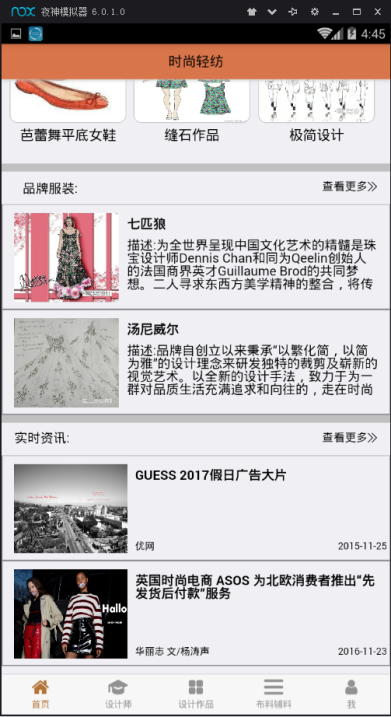 nox 夜神模拟器 6.0.1.0
4:45
时尚轻纺
芭蕾舞平底女鞋 缝石作品 极简设计
品牌服装: 查看更多
七匹狼
描述:为全世界呈现中国文化艺术的精髓是珠
宝设计师Dennis Chan和同为Qeelin创始人
的法国商界英才Guillaume Brod的共同梦
想。二人寻求东西方美学精神的整合，将传
汤尼威尔
描述:品牌自创立以来秉承“以繁化简，以简
为雅”的设计理念来研发独特的裁剪及崭新的
视觉艺术。以全新的设计手法，致力于为一
群对品质生活充满追求和向往的，走在时尚
实时资讯: 查看更多
GUESS 2017假日广告大片
优网 2015-11-25
Hallo
英国时尚电商 ASOS 为北欧消费者推出“先
发货后付款”服务
华丽志 文/杨涛声 2016-11-23
首页 设计师 设计作品 布料辅料 我